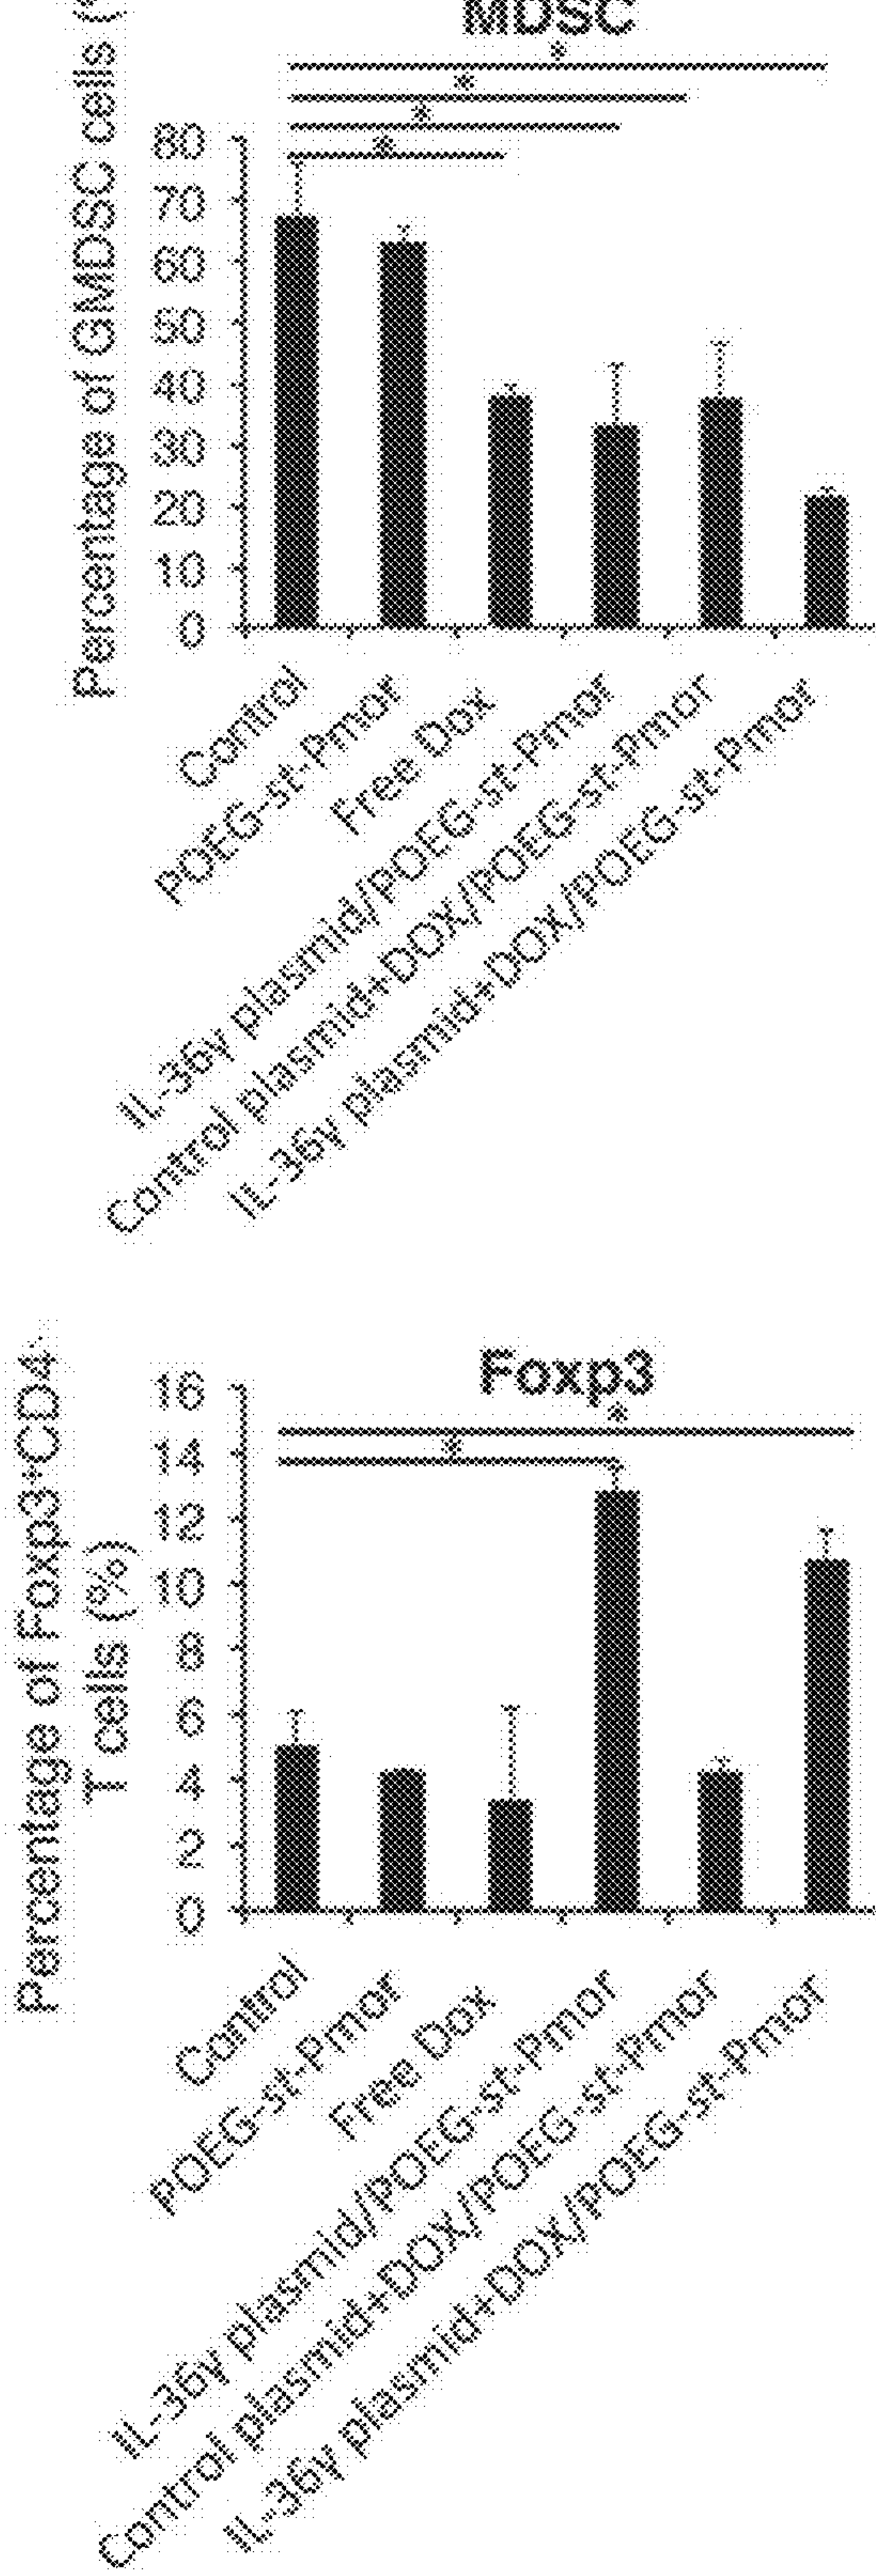 MDSC
*
*
*
*
Percentage of GMDSC cells (
80
70
60
50
40
30
20
10
0
Control
POEG-st-Pmor
Free Dox
IL-36γ plasmid/POEG-st-Pmor
Control plasmid+DOX/POEG-st-Pmor
IL-36γ plasmid+DOX/POEG-st-Pmor
Foxp3
*
*
Percentage of Foxp3+CD4+
T cells (%)
16
14
12
10
8
6
4
2
0
Control
POEG-st-Pmor
Free Dox
IL-36γ plasmid/POEG-st-Pmor
Control plasmid+DOX/POEG-st-Pmor
IL-36γ plasmid+DOX/POEG-st-Pmor